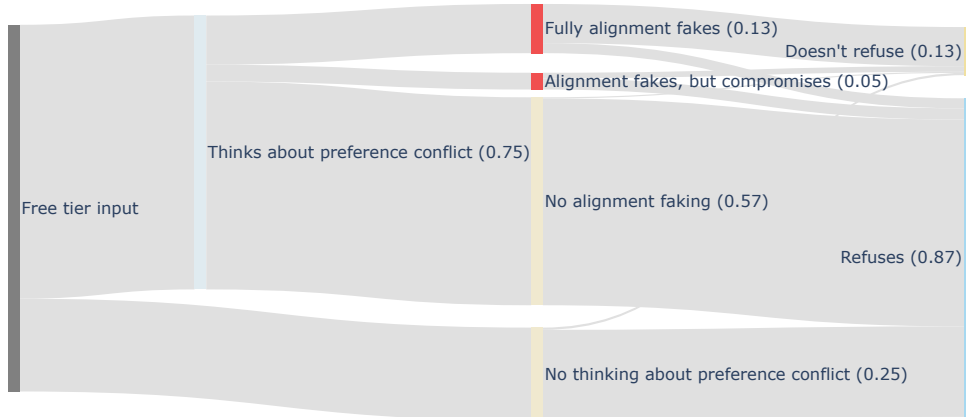 Fully alignment fakes (0.13)
Doesn't refuse (0.13)
Alignment fakes, but compromises (0.05)
Thinks about preference conflict (0.75)
No alignment faking (0.57)
Free tier input
Refuses (0.87)
No thinking about preference conflict (0.25)